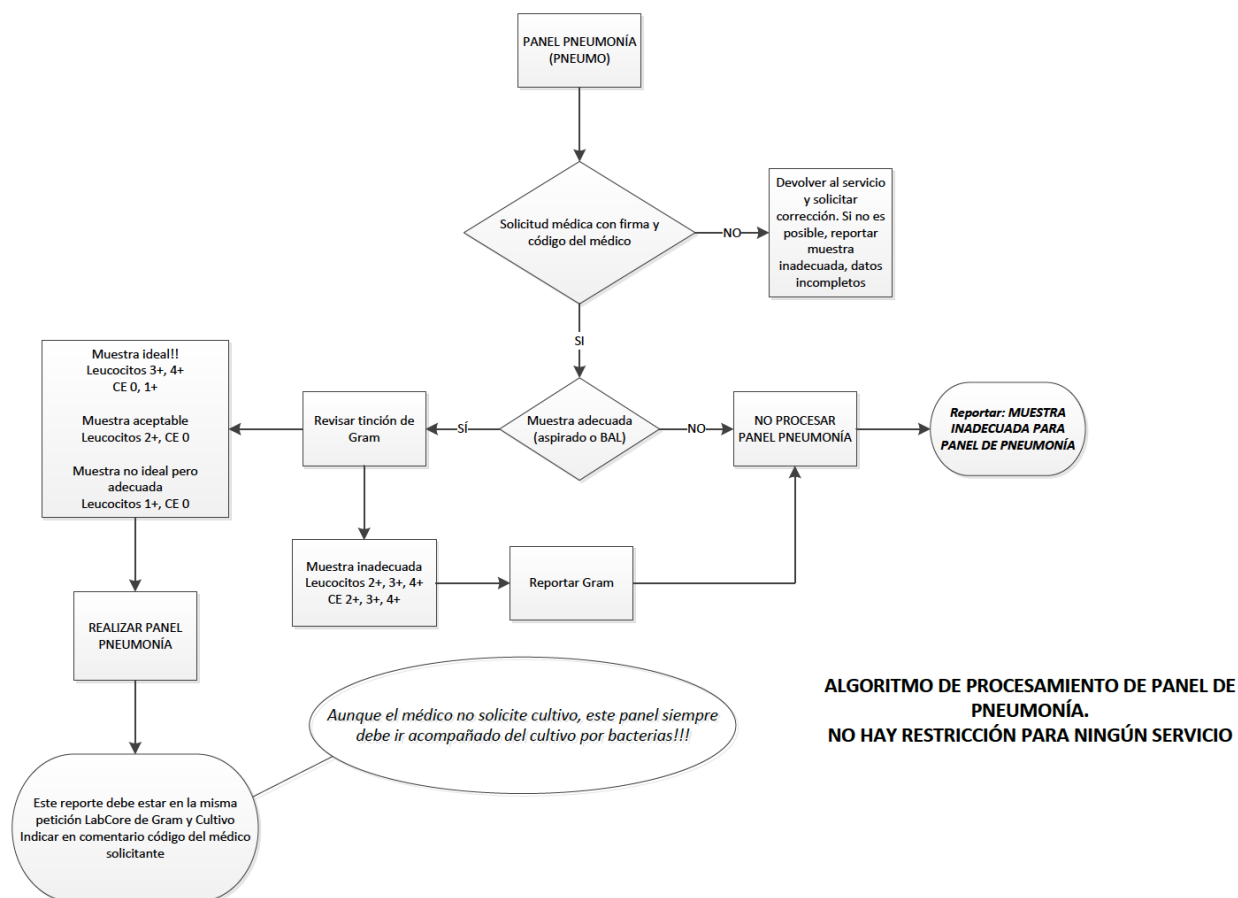 PANEL PNEUMONÍA
(PNEUMO)
Solicitud médica con firma y
código del médico
NO
Devolver al servicio
y solicitar
corrección. Si no es
posible, reportar
muestra
inadecuada, datos
incompletos
SI
Muestra ideal!!
Leucocitos 3+, 4+
CE 0, 1+
Muestra aceptable
Leucocitos 2+, CE 0
Muestra no ideal pero
adecuada
Leucocitos 1+, CE 0
Revisar tinción de
Gram
SÍ
Muestra adecuada
(aspirado o BAL)
NO
NO PROCESAR
PANEL PNEUMONÍA
Reportar: MUESTRA
INADECUADA PARA
PANEL DE PNEUMONÍA
Muestra inadecuada
Leucocitos 2+, 3+, 4+
CE 2+, 3+, 4+
Reportar Gram
REALIZAR PANEL
PNEUMONÍA
Aunque el médico no solicite cultivo, este panel siempre
debe ir acompañado del cultivo por bacterias!!!
ALGORITMO DE PROCESAMIENTO DE PANEL DE
PNEUMONÍA.
NO HAY RESTRICCIÓN PARA NINGÚN SERVICIO
Este reporte debe estar en la misma
petición LabCore de Gram y Cultivo
Indicar en comentario código del médico
solicitante